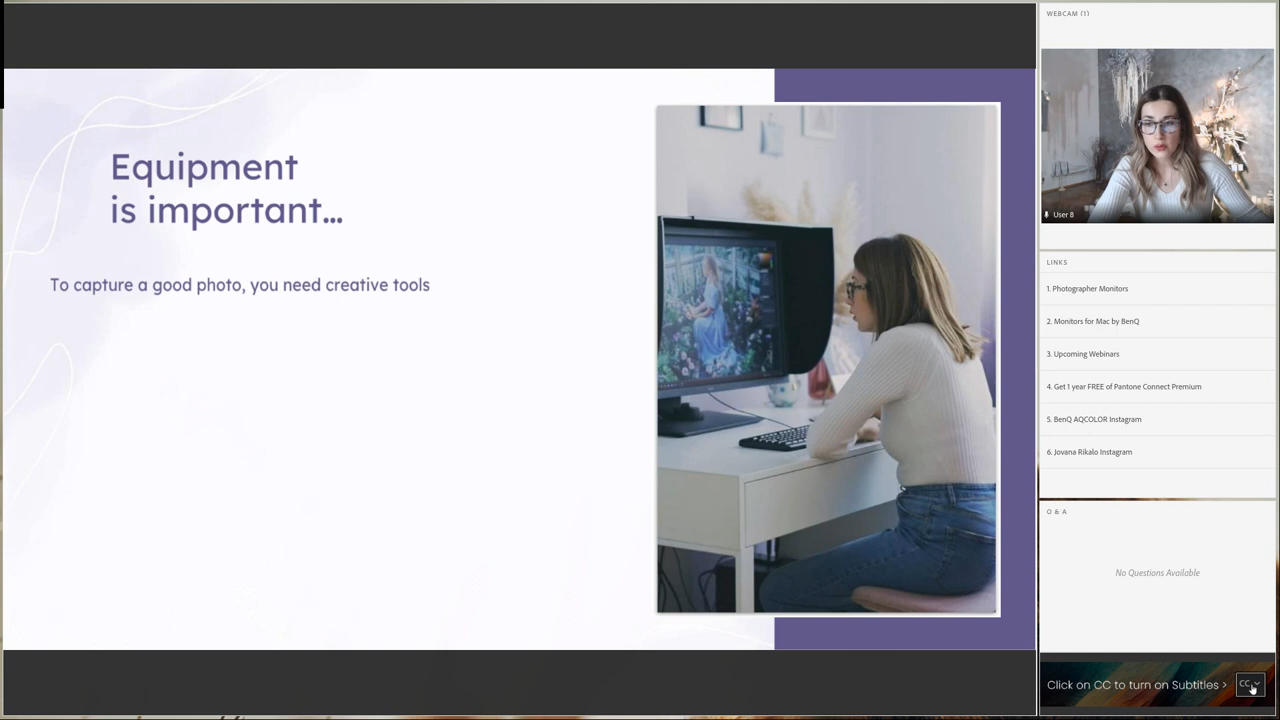 Equipment
is important...
To capture a good photo, you need creative tools
WEBCAM (1)
User 8
LINKS
1. Photographer Monitors
2. Monitors for Mac by BenQ
3. Upcoming Webinars
4. Get 1 year FREE of Pantone Connect Premium
5. BenQ AQCOLOR Instagram
6. Jovana Rikalo Instagram
Q & A
No Questions Available
Click on CC to turn on Subtitles >
CC